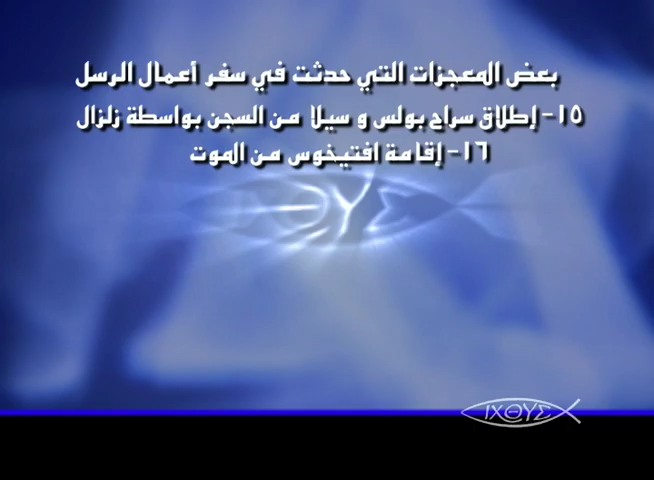 بعض المعجزات التي حدثت في سفر أعمال الرسل
١٥- إطلاق سراح بولس و سيلا من السجن بواسطة زلزال
١٦- إقامة افتيخوس من الموت
ΙΧΘΥΣ
ΙΧΘΥΣ